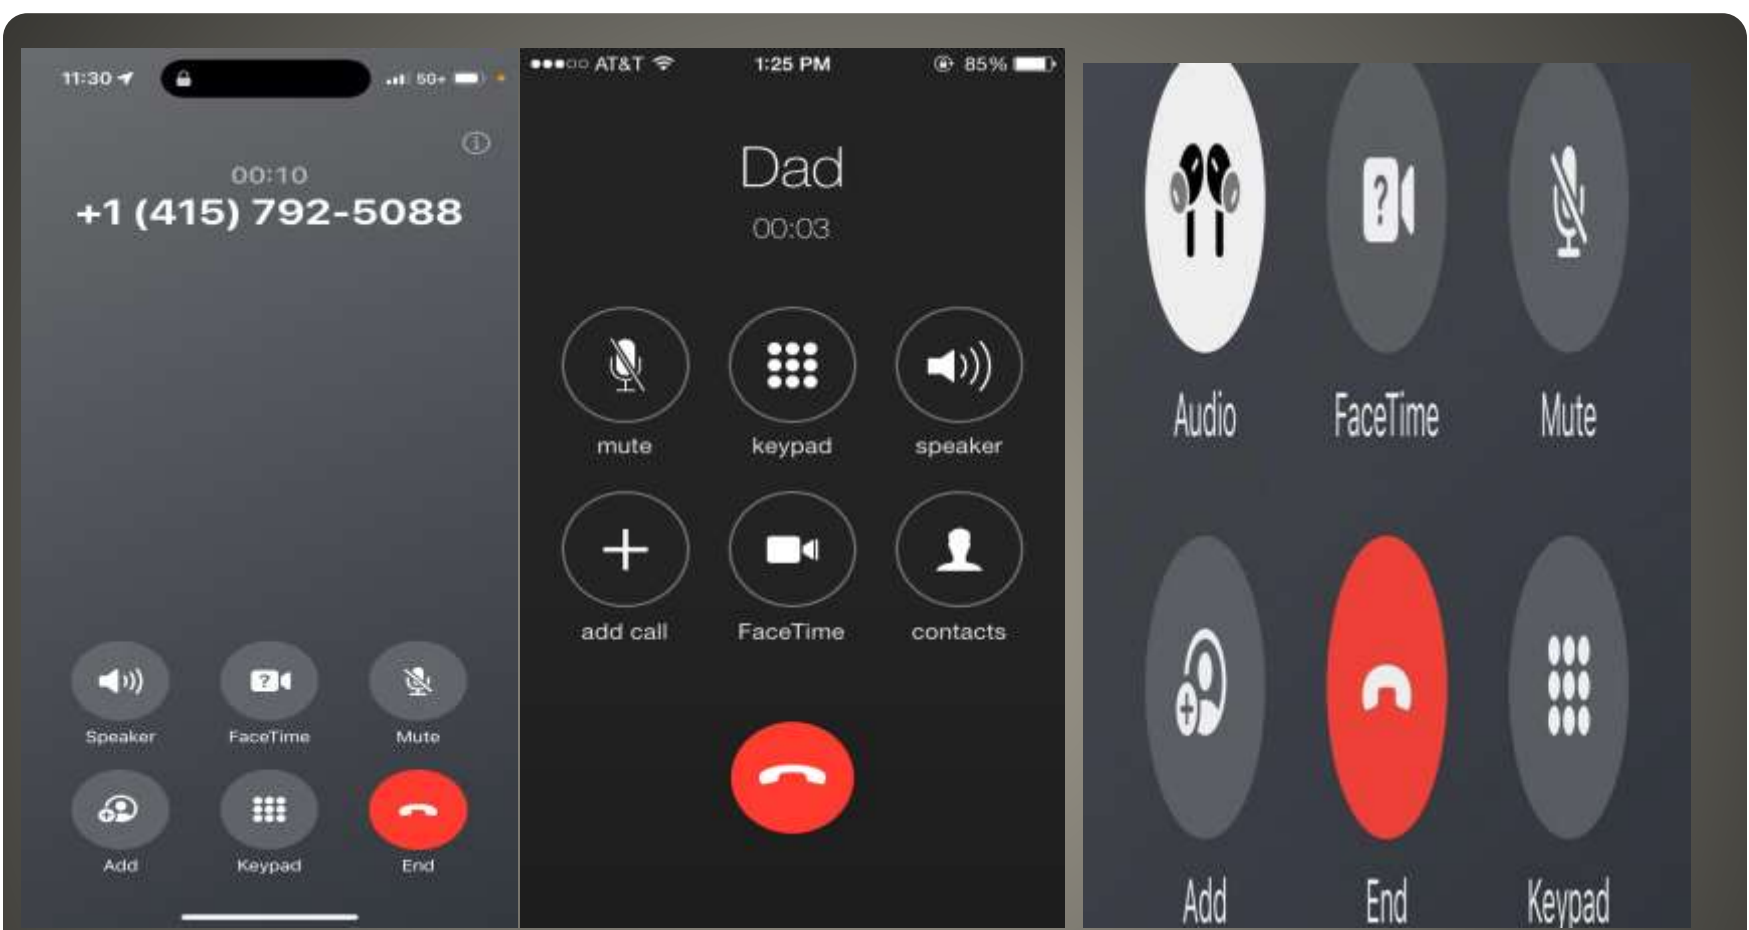 11:30
5G+
00:10
+1 (415) 792-5088
Speaker FaceTime Mute
Add Keypad End
AT&T 1:25 PM 85%
Dad
00:03
mute keypad speaker
add call FaceTime contacts
Audio FaceTime Mute
Add End Keypad